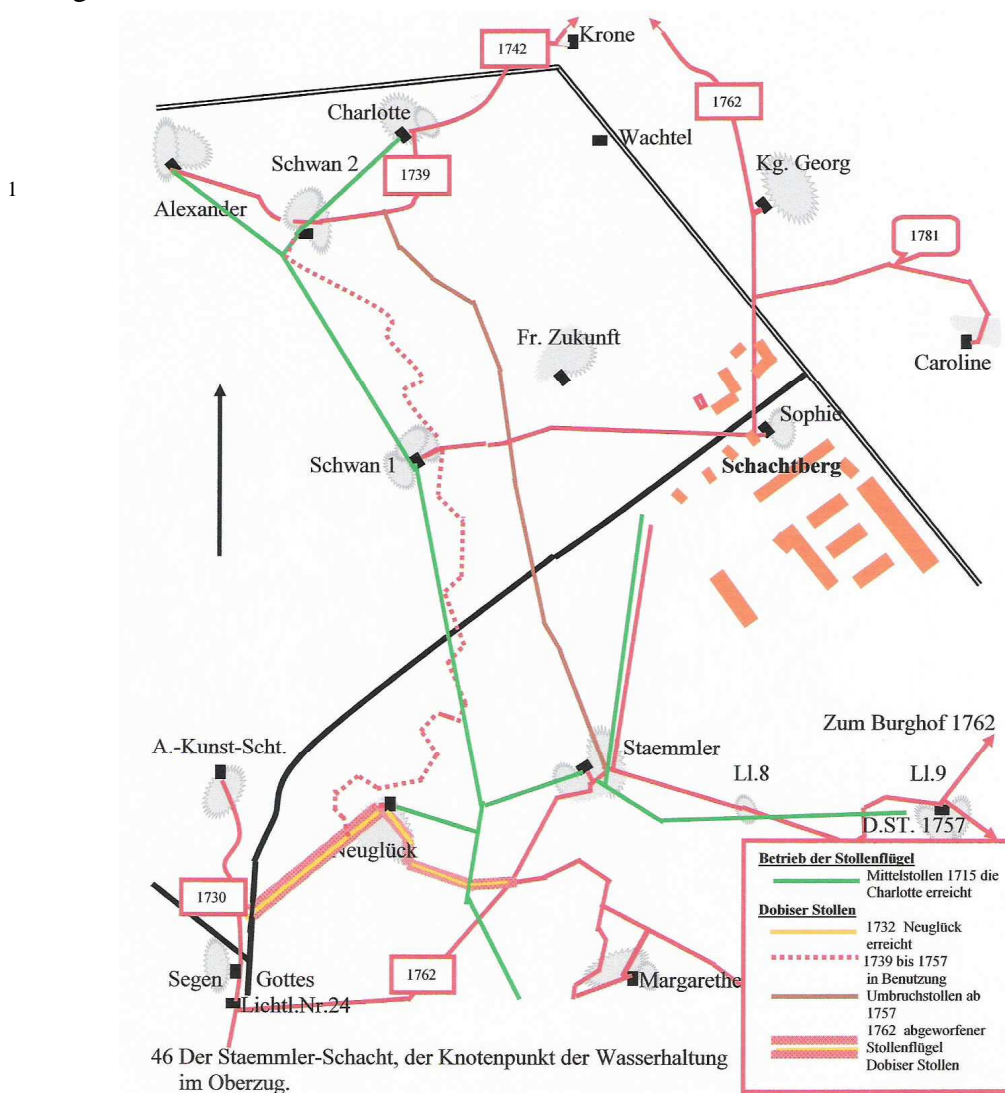 1742
Krone
1762
Charlotte
Wachtel
Schwan 2
1739
Kg. Georg
1
Alexander
1781
Fr. Zukunft
Caroline
Sophie
Schwan 1
Schachtberg
Zum Burghof 1762
A.-Kunst-Scht.
Staemmler
Ll.8
Ll.9
D.ST. 1757
Neuglück
Betrieb der Stollenflügel
Mittelstollen 1715 die
Charlotte erreicht
1730
Dobiser Stollen
1732 Neuglück
erreicht
1739 bis 1757
in Benutzung
1762
Segen
Gottes
Margarethe
Umbruchstollen ab
1757
Lichtl.Nr.24
1762 abgeworfener
Stollenflügel
Dobiser Stollen
46 Der Staemmler-Schacht, der Knotenpunkt der Wasserhaltung
im Oberzug.